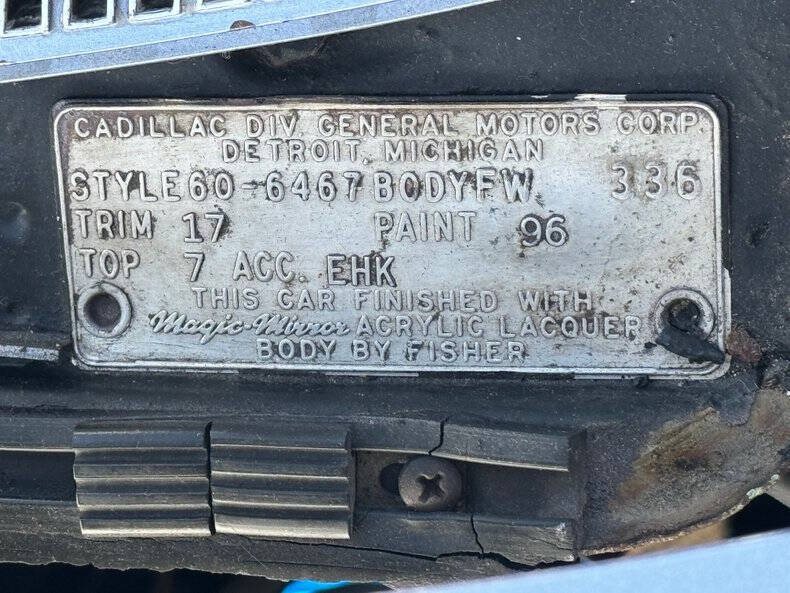 CADILLAC DIV. GENERAL MOTORS CORP.
DETROIT, MICHIGAN
STYLE 60-6467 BODY FW 336
TRIM 17 PAINT 96
TOP 7 ACC. EHK
THIS CAR FINISHED WITH
Magic-Mirror ACRYLIC LACQUER
BODY BY FISHER